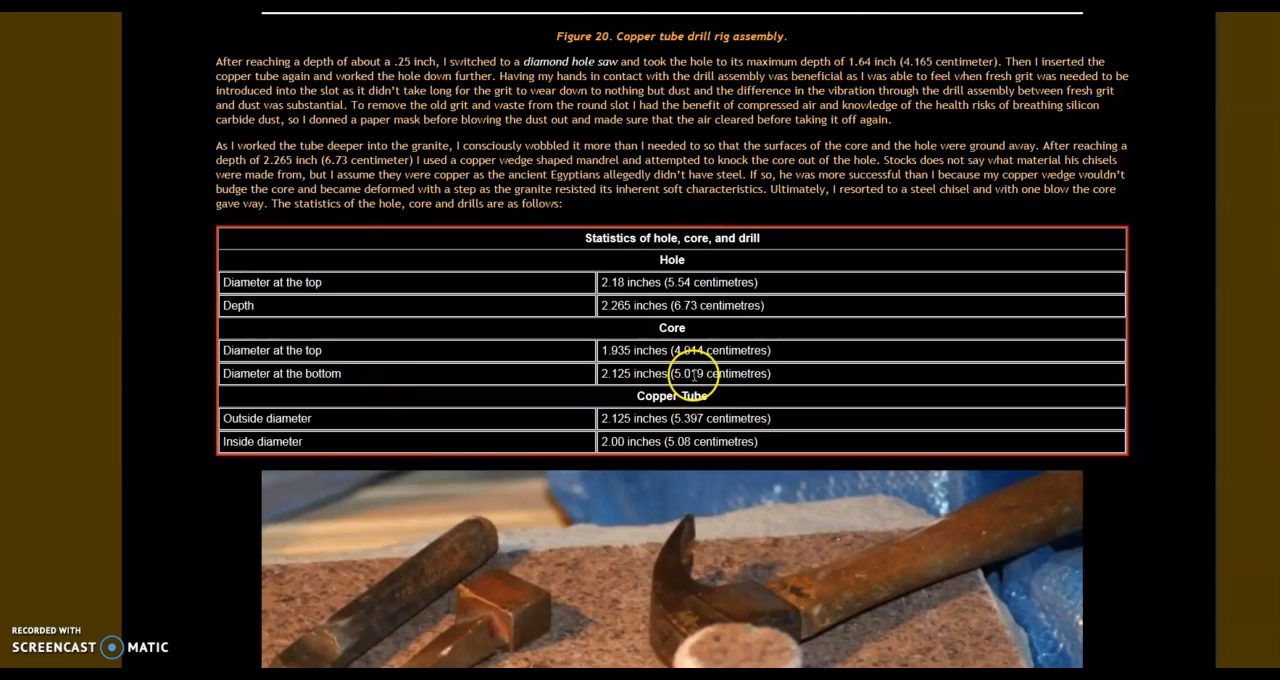 Figure 20. Copper tube drill rig assembly.
After reaching a depth of about a .25 inch, I switched to a diamond hole saw and took the hole to its maximum depth of 1.64 inch (4.165 centimeter). Then I inserted the
copper tube again and worked the hole down further. Having my hands in contact with the drill assembly was beneficial as I was able to feel when fresh grit was needed to be
introduced into the slot as it didn't take long for the grit to wear down to nothing but dust and the difference in the vibration through the drill assembly between fresh grit
and dust was substantial. To remove the old grit and waste from the round slot I had the benefit of compressed air and knowledge of the health risks of breathing silicon
carbide dust, so I donned a paper mask before blowing the dust out and made sure that the air cleared before taking it off again.
As I worked the tube deeper into the granite, I consciously wobbled it more than I needed to so that the surfaces of the core and the hole were ground away. After reaching a
depth of 2.265 inch (6.73 centimeter) I used a copper wedge shaped mandrel and attempted to knock the core out of the hole. Stocks does not say what material his chisels
were made from, but I assume they were copper as the ancient Egyptians allegedly didn't have steel. If so, he was more successful than I because my copper wedge wouldn't
budge the core and became deformed with a step as the granite resisted its inherent soft characteristics. Ultimately, I resorted to a steel chisel and with one blow the core
gave way. The statistics of the hole, core and drills are as follows:
Statistics of hole, core, and drill
Hole
Diameter at the top 2.18 inches (5.54 centimetres)
Depth 2.265 inches (6.73 centimetres)
Core
Diameter at the top 1.935 inches (4.914 centimetres)
Diameter at the bottom 2.125 inches (5.019 centimetres)
Copper Tube
Outside diameter 2.125 inches (5.397 centimetres)
Inside diameter 2.00 inches (5.08 centimetres)
RECORDED WITH
SCREENCAST MATIC